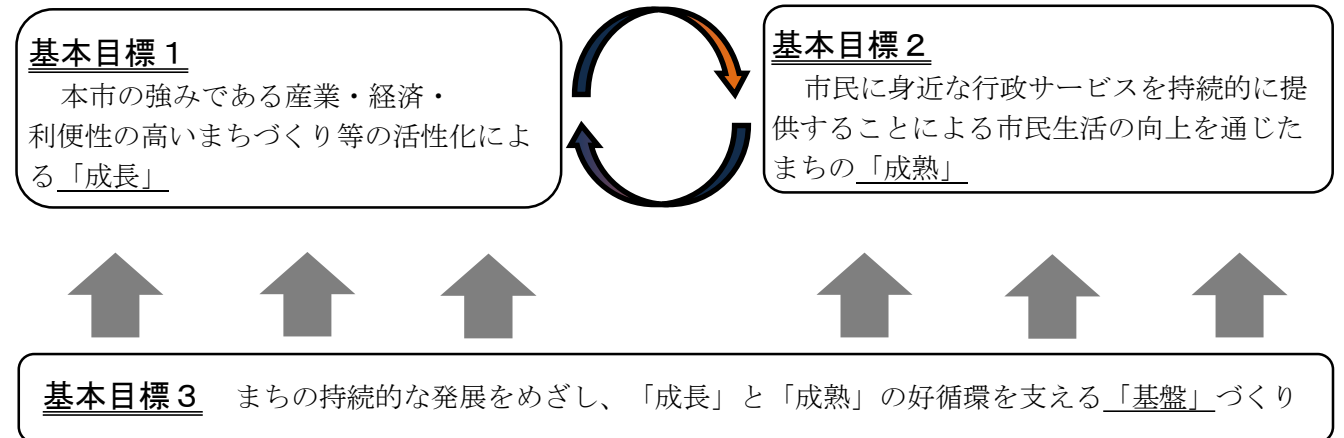 基本目標１
本市の強みである産業・経済・
利便性の高いまちづくり等の活性化によ
る「成長」
基本目標２
市民に身近な行政サービスを持続的に提
供することによる市民生活の向上を通じた
まちの「成熟」
基本目標３　まちの持続的な発展をめざし、「成長」と「成熟」の好循環を支える「基盤」づくり